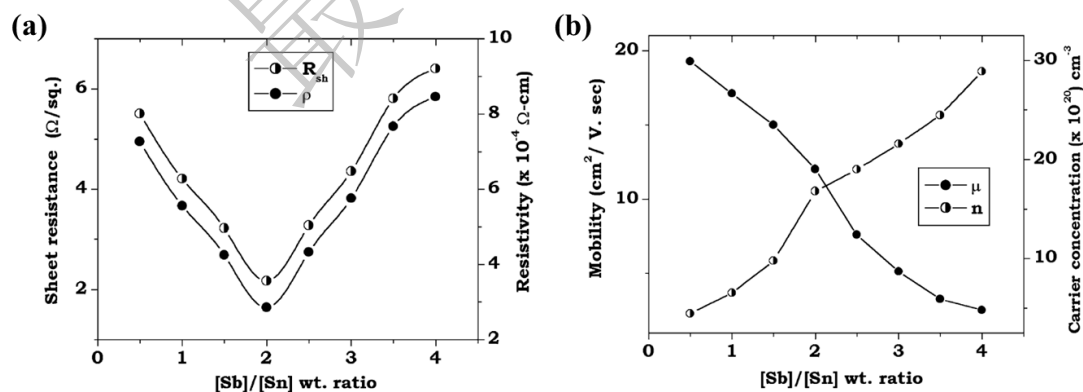 (a)
Sheet resistance (Ω/sq.)
6
4
2
R_sh
ρ
10
8
6
4
2
Resistivity (x 10⁻⁴ Ω-cm)
0 1 2 3 4
[Sb]/[Sn] wt. ratio
(b)
Mobility (cm²/ V. sec)
20
10
μ
n
30
20
10
Carrier concentration (x 10²⁰) cm⁻³
0 1 2 3 4
[Sb]/[Sn] wt. ratio